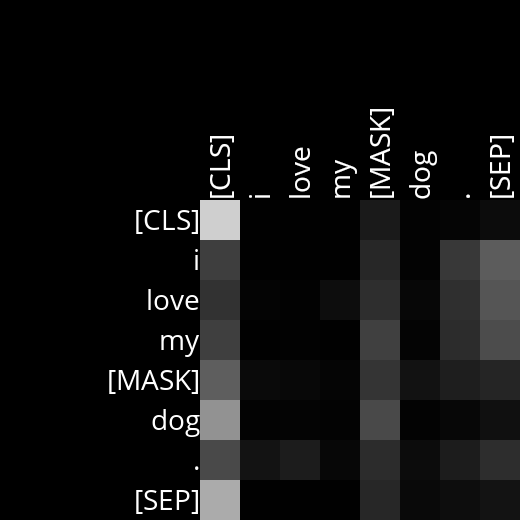 [CLS] i love my [MASK] dog . [SEP]
[CLS]
i
love
my
[MASK]
dog
.
[SEP]